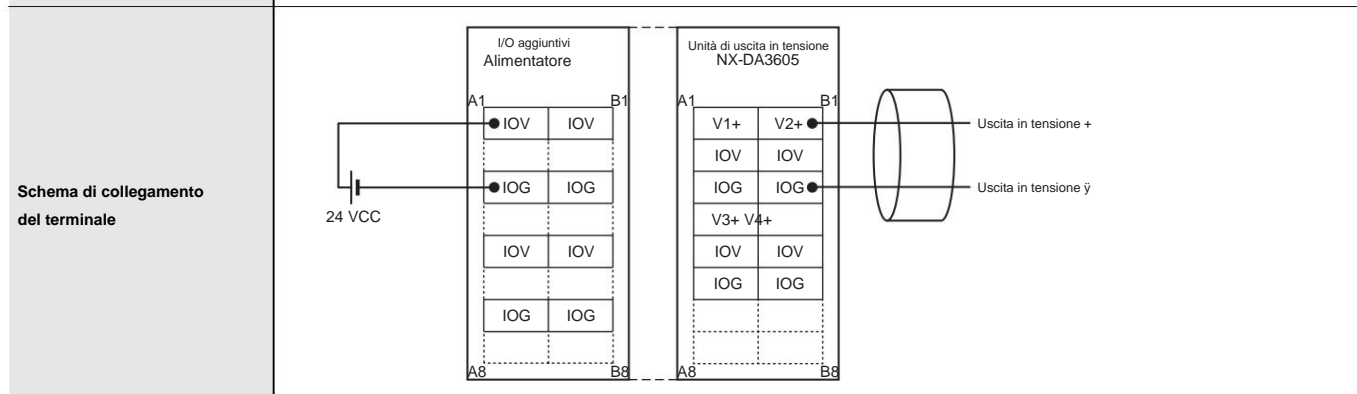 Schema di collegamento
del terminale
I/O aggiuntivi
Alimentatore
A1 B1
IOV IOV
IOG IOG
IOV IOV
IOG IOG
A8 B8
24 VCC
Unità di uscita in tensione
NX-DA3605
A1 B1
V1+ V2+
IOV IOV
IOG IOG
V3+ V4+
IOV IOV
IOG IOG
A8 B8
Uscita in tensione +
Uscita in tensione ÿ